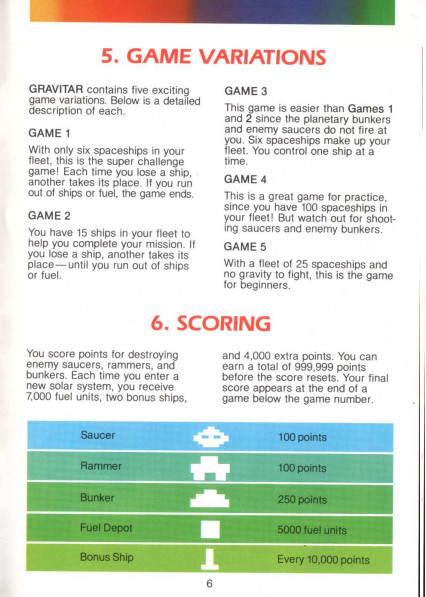 5. GAME VARIATIONS
GRAVITAR contains five exciting
game variations. Below is a detailed
description of each.
GAME 1
With only six spaceships in your
fleet, this is the super challenge
game! Each time you lose a ship,
another takes its place. If you run
out of ships or fuel, the game ends.
GAME 2
You have 15 ships in your fleet to
help you complete your mission. If
you lose a ship, another takes its
place—until you run out of ships
or fuel.
GAME 3
This game is easier than Games 1
and 2 since the planetary bunkers
and enemy saucers do not fire at
you. Six spaceships make up your
fleet. You control one ship at a
time.
GAME 4
This is a great game for practice,
since you have 100 spaceships in
your fleet! But watch out for shoot-
ing saucers and enemy bunkers.
GAME 5
With a fleet of 25 spaceships and
no gravity to fight, this is the game
for beginners.
6. SCORING
You score points for destroying
enemy saucers, rammers, and
bunkers. Each time you enter a
new solar system, you receive
7,000 fuel units, two bonus ships,
and 4,000 extra points. You can
earn a total of 999,999 points
before the score resets. Your final
score appears at the end of a
game below the game number.
Saucer 100 points
Rammer 100 points
Bunker 250 points
Fuel Depot 5000 fuel units
Bonus Ship Every 10,000 points
6